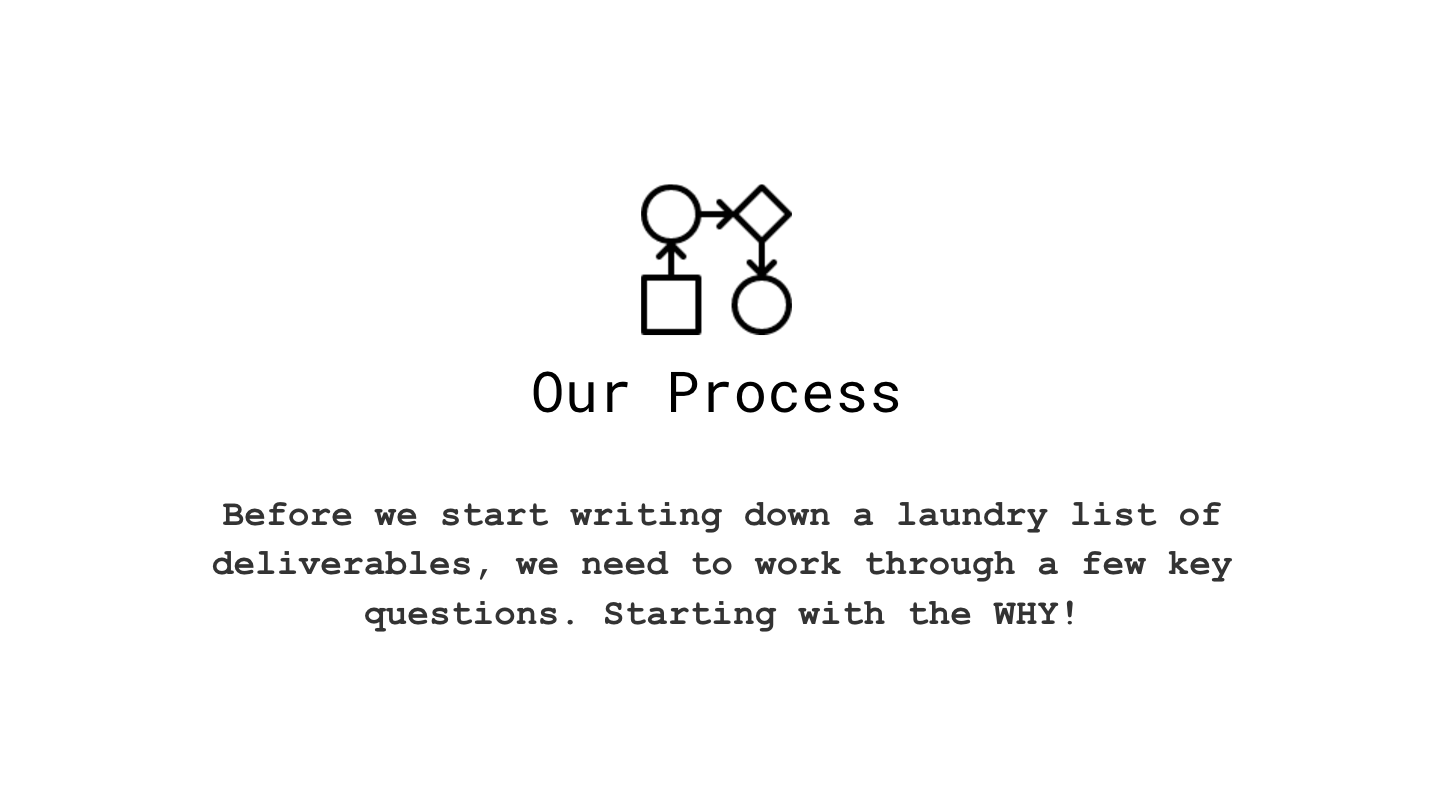 Our Process
Before we start writing down a laundry list of
deliverables, we need to work through a few key
questions. Starting with the WHY!